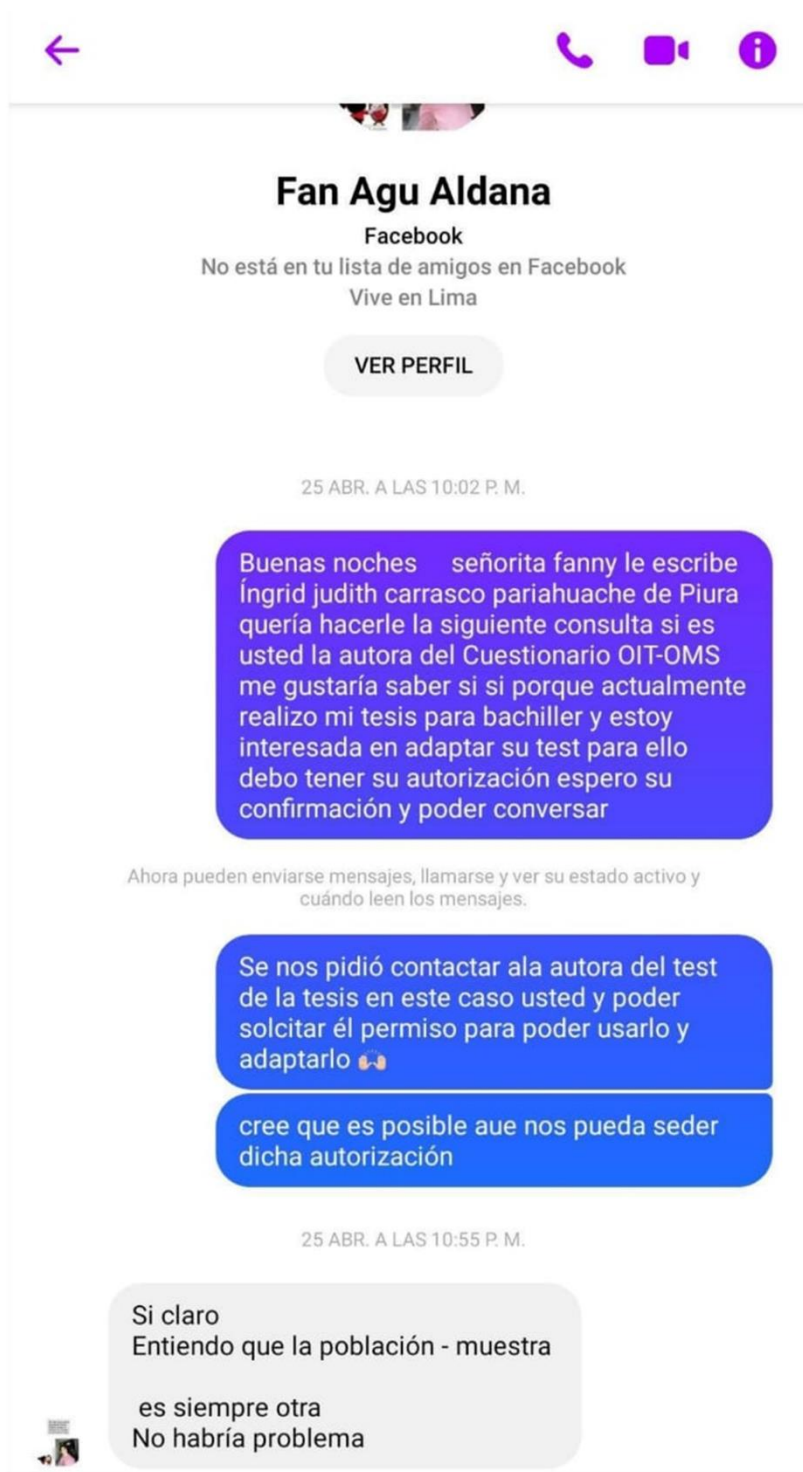 Fan Agu Aldana
Facebook
No está en tu lista de amigos en Facebook
Vive en Lima
VER PERFIL
25 ABR. A LAS 10:02 P. M.
Buenas noches señorita fanny le escribe
Íngrid judith carrasco pariahuache de Piura
quería hacerle la siguiente consulta si es
usted la autora del Cuestionario OIT-OMS
me gustaría saber si si porque actualmente
realizo mi tesis para bachiller y estoy
interesada en adaptar su test para ello
debo tener su autorización espero su
confirmación y poder conversar
Ahora pueden enviarse mensajes, llamarse y ver su estado activo y
cuándo leen los mensajes.
Se nos pidió contactar ala autora del test
de la tesis en este caso usted y poder
solcitar él permiso para poder usarlo y
adaptarlo 🙌🏻
cree que es posible aue nos pueda seder
dicha autorización
25 ABR. A LAS 10:55 P. M.
Si claro
Entiendo que la población - muestra
es siempre otra
No habría problema